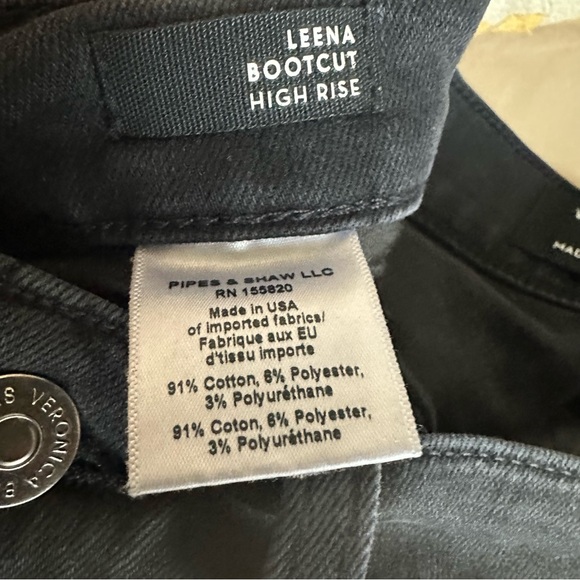 LEENA
BOOTCUT
HIGH RISE
PIPES & SHAW LLC
RN 155820
Made in USA
of imported fabrics/
Fabrique aux EU
d'tissu importe
91% Cotton, 6% Polyester,
3% Polyuréthane
91% Coton, 6% Polyester,
3% Polyuréthane
VERONICA